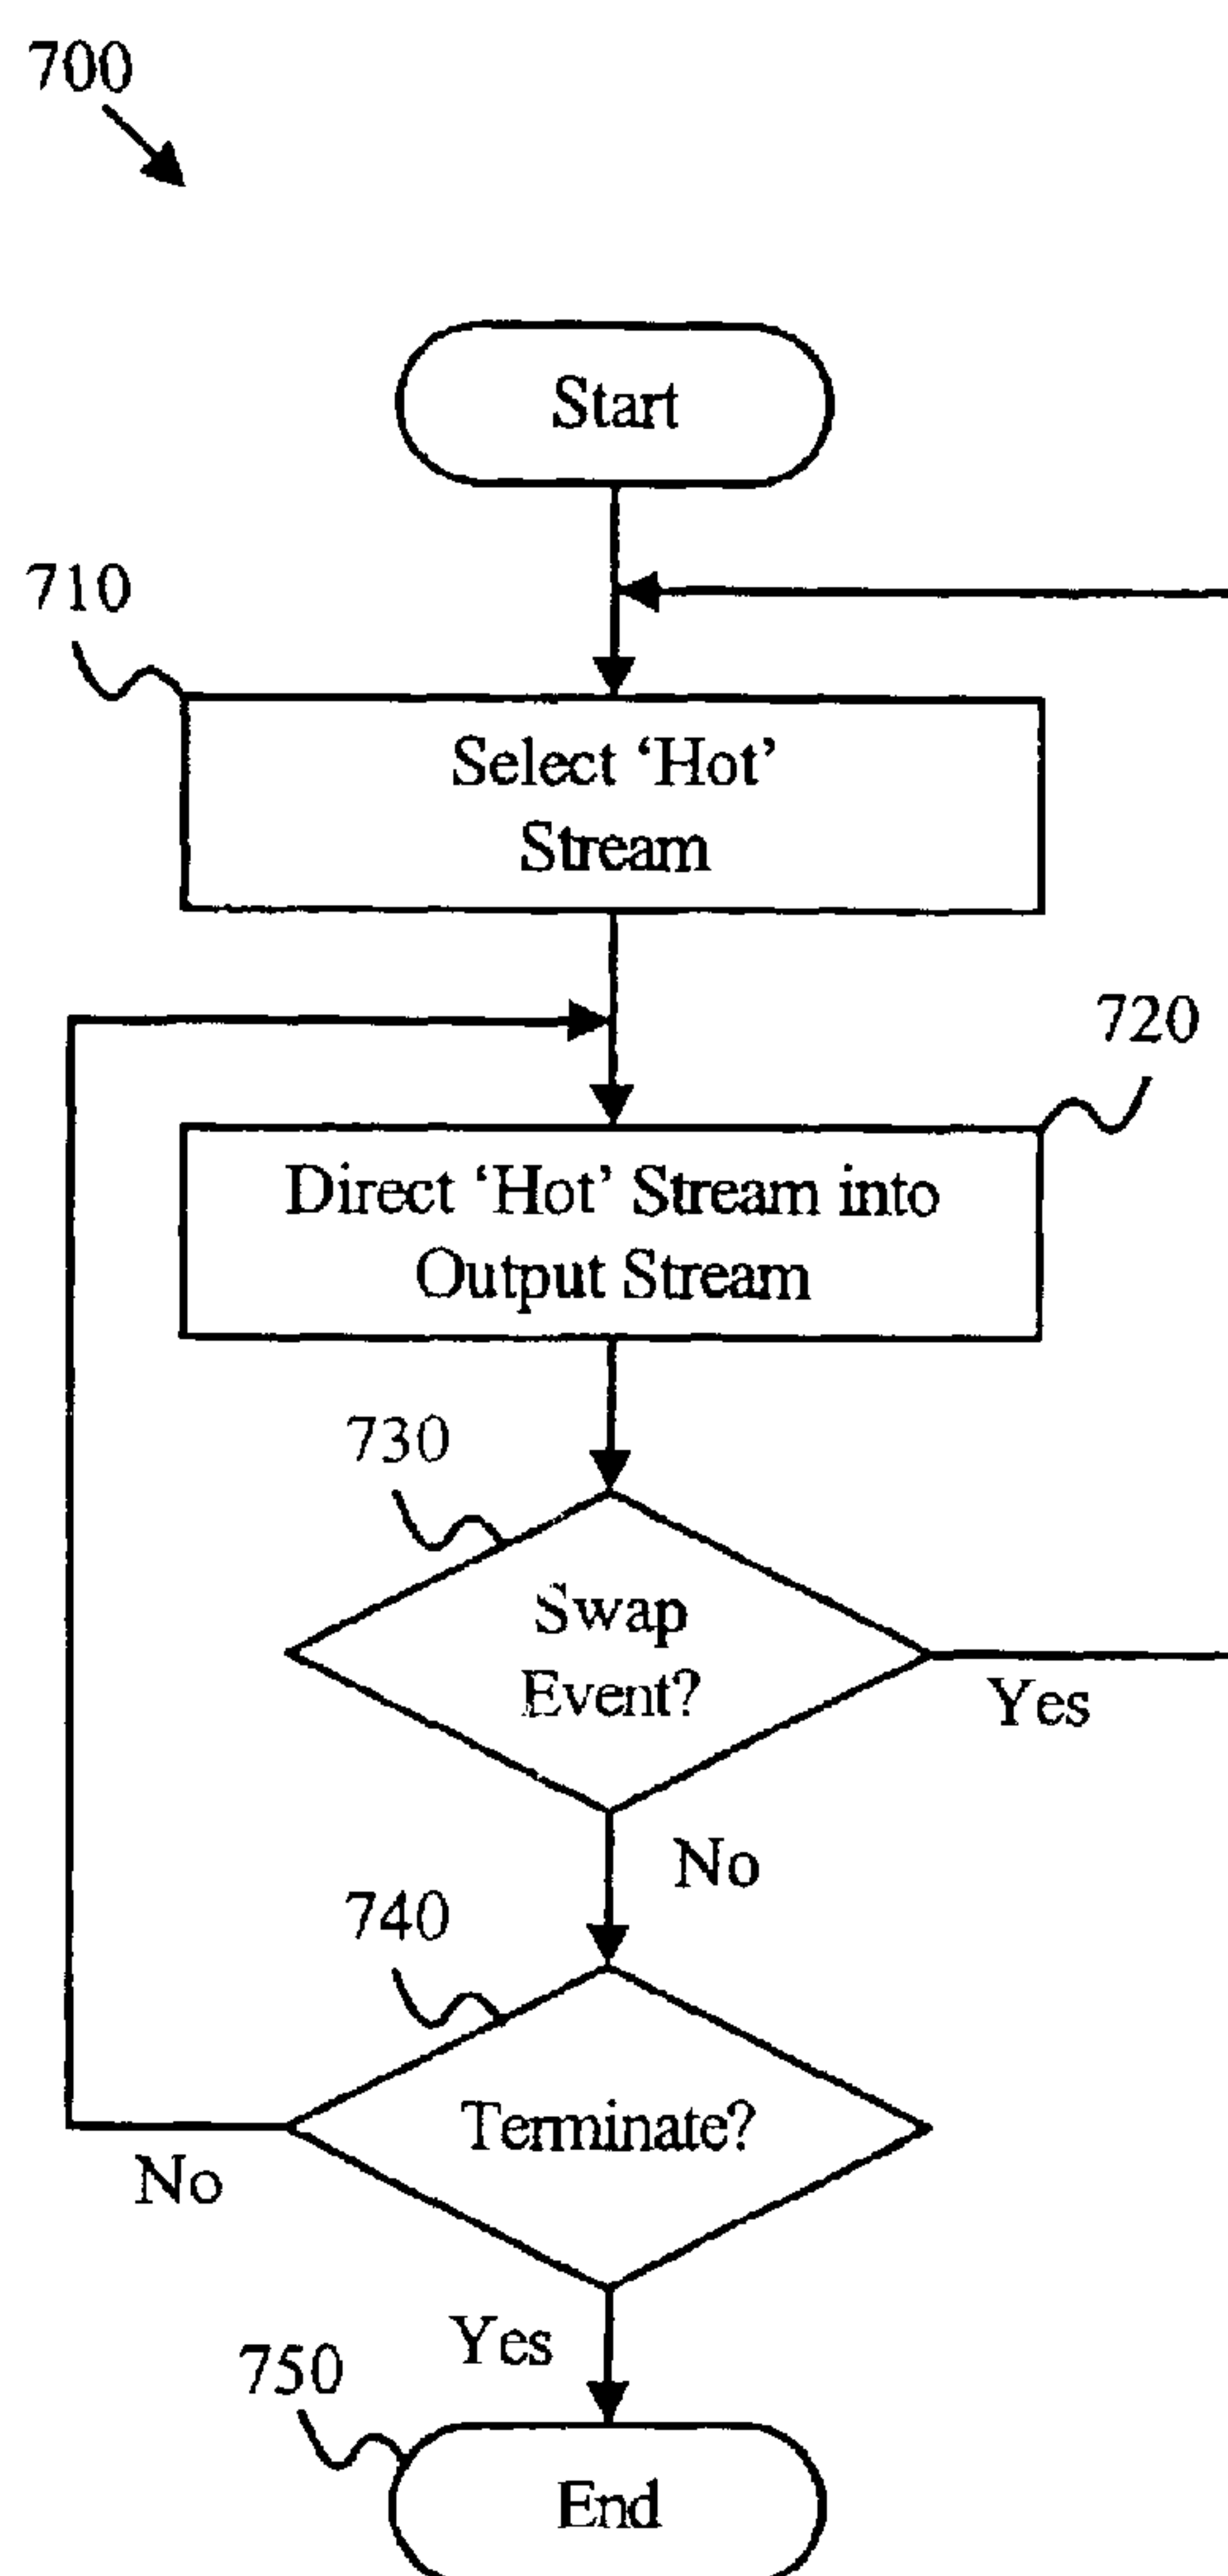 700
Start
710
Select ‘Hot’
Stream
720
Direct ‘Hot’ Stream into
Output Stream
730
Swap
Event?
Yes
No
740
Terminate?
No
Yes
750
End